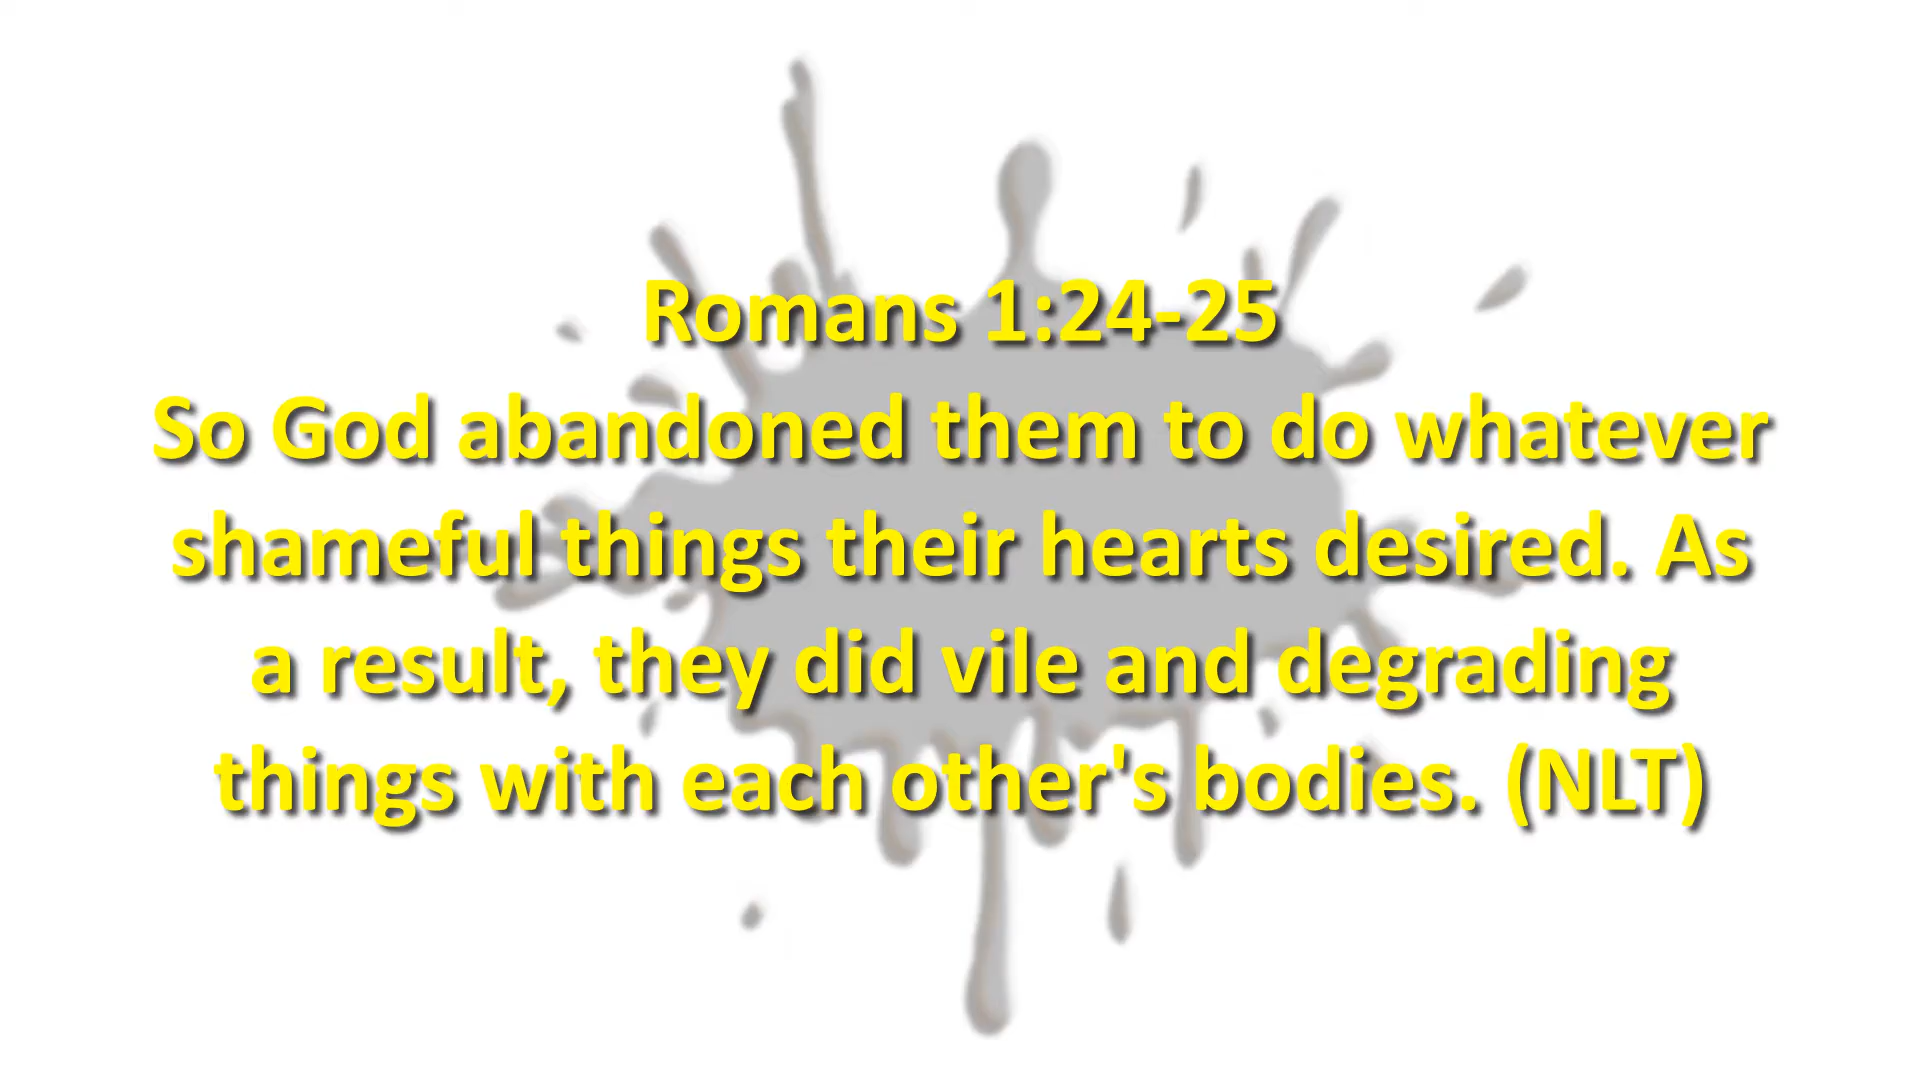 Romans 1:24-25
So God abandoned them to do whatever
shameful things their hearts desired. As
a result, they did vile and degrading
things with each other's bodies. (NLT)